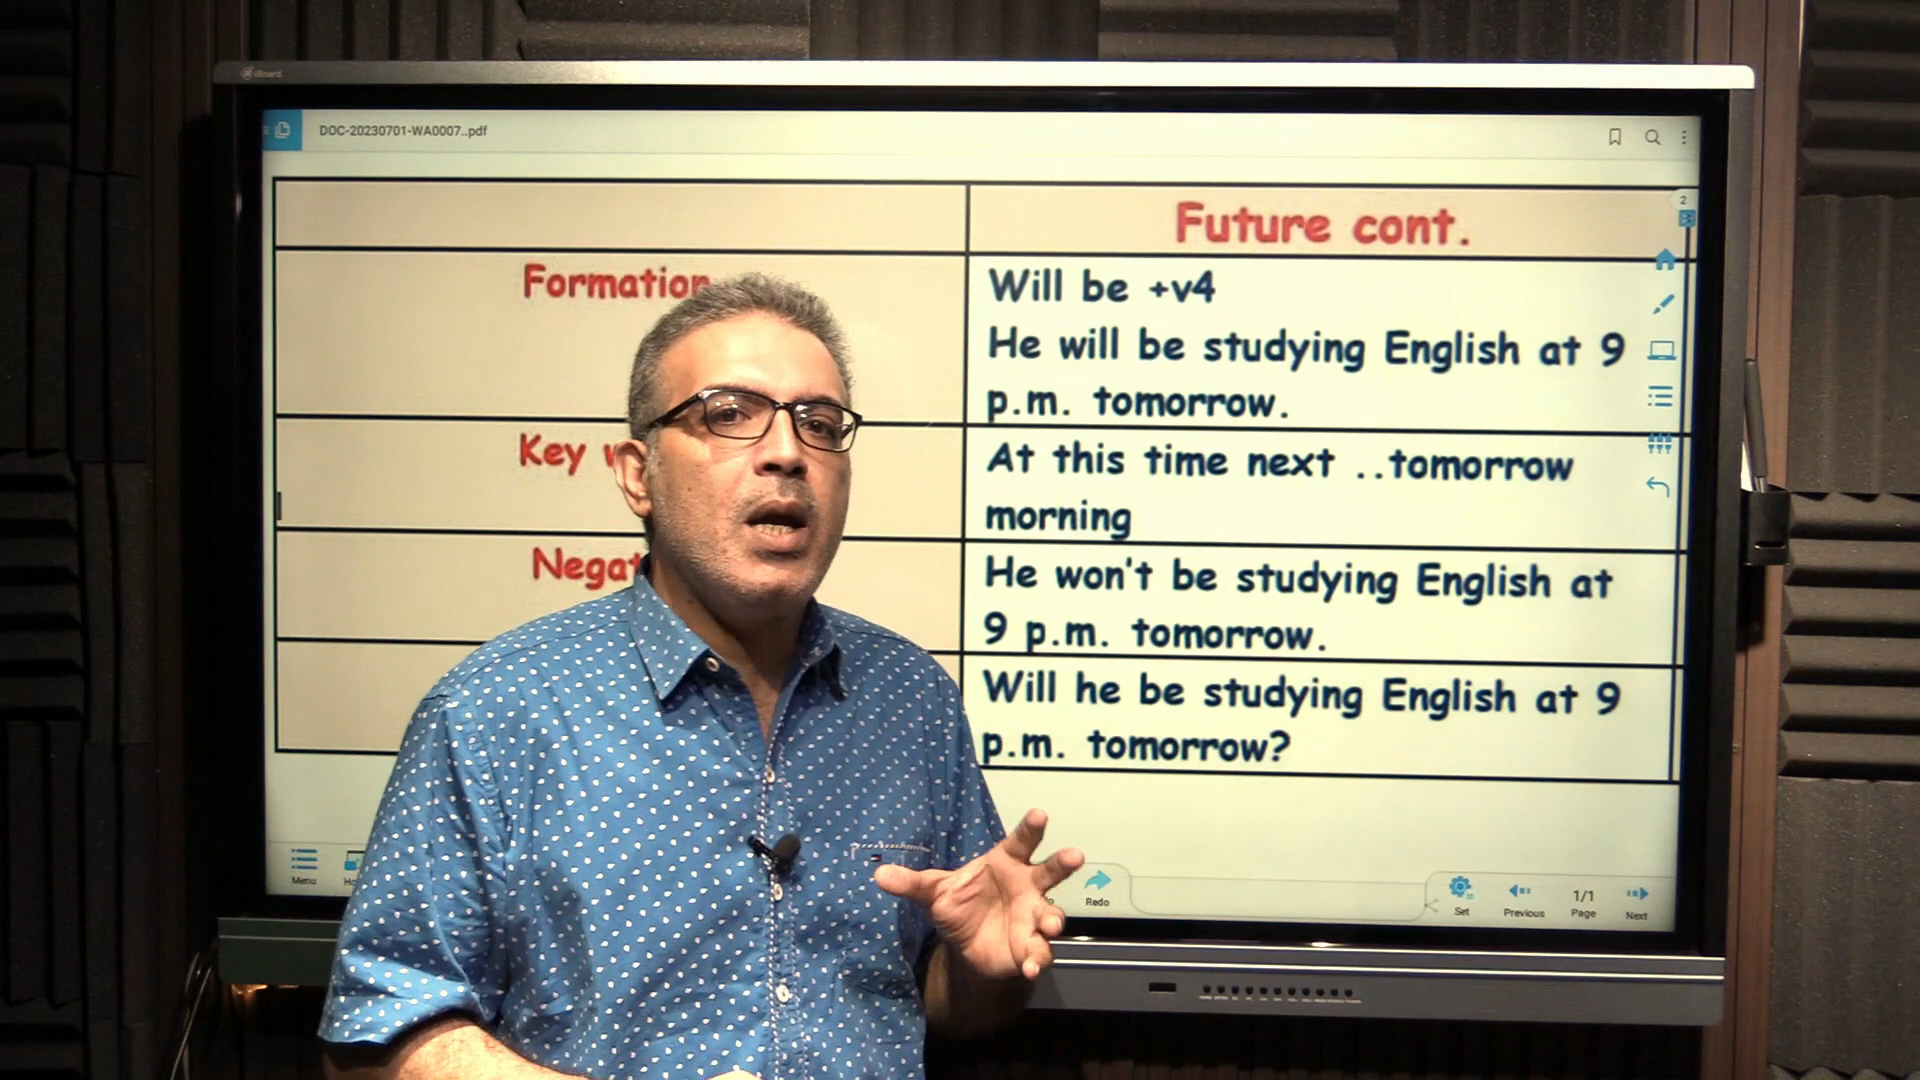 iBoard
DOC-20230701-WA0007..pdf
2
Future cont.
Formation
Will be +v4
He will be studying English at 9
p.m. tomorrow.
Key
At this time next ..tomorrow
morning
He won't be studying English at
9 p.m. tomorrow.
Will he be studying English at 9
p.m. tomorrow?
Menu
Redo
Set
Previous
1/1
Page
Next